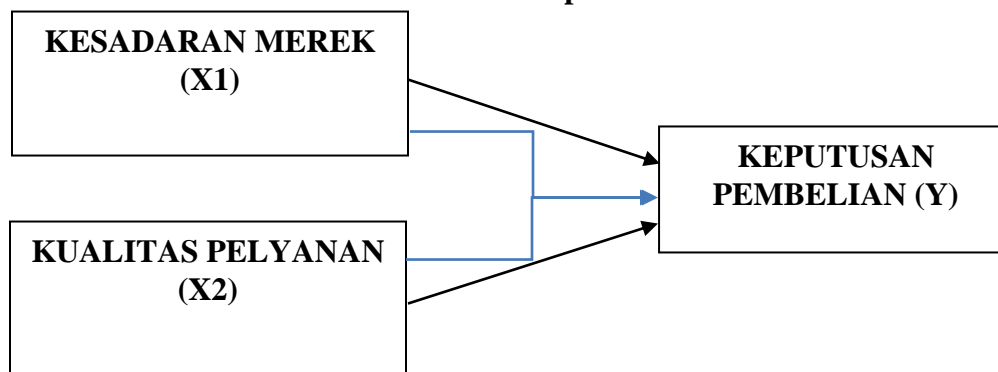 KESADARAN MEREK
(X1)
KEPUTUSAN
PEMBELIAN (Y)
KUALITAS PELYANAN
(X2)